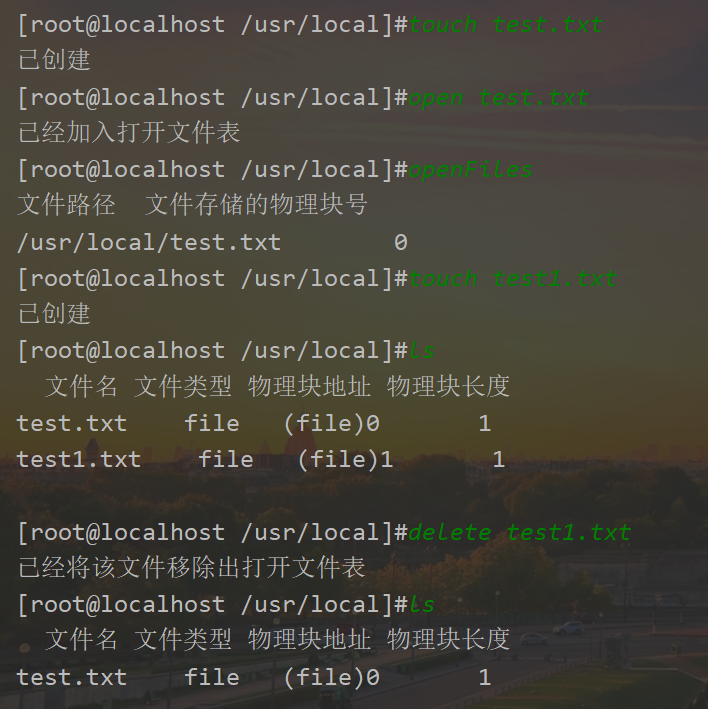 [root@localhost /usr/local]#touch test.txt
已创建
[root@localhost /usr/local]#open test.txt
已经加入打开文件表
[root@localhost /usr/local]#openFiles
文件路径  文件存储的物理块号
/usr/local/test.txt        0
[root@localhost /usr/local]#touch test1.txt
已创建
[root@localhost /usr/local]#ls
  文件名 文件类型 物理块地址 物理块长度
test.txt    file   (file)0       1
test1.txt    file   (file)1       1
[root@localhost /usr/local]#delete test1.txt
已经将该文件移除出打开文件表
[root@localhost /usr/local]#ls
  文件名 文件类型 物理块地址 物理块长度
test.txt    file   (file)0       1